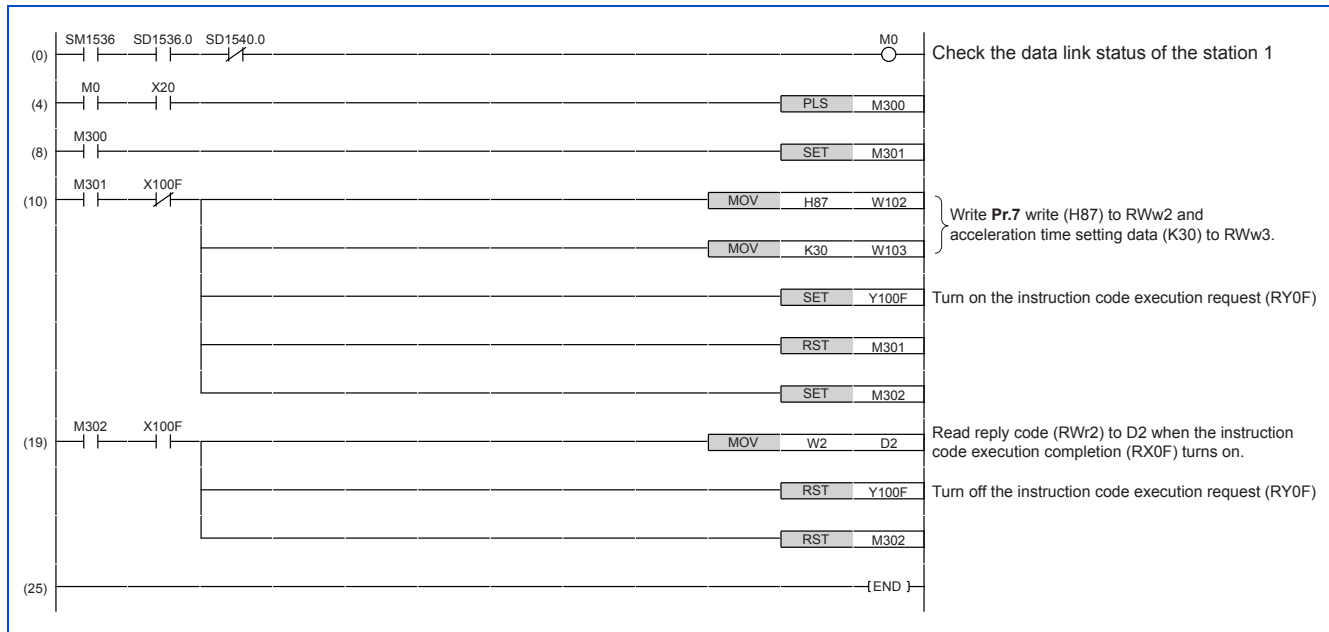 SM1536 SD1536.0 SD1540.0 M0
(0) Check the data link status of the station 1
M0 X20
(4) PLS M300
M300
(8) SET M301
M301 X100F
(10) MOV H87 W102
Write Pr.7 write (H87) to RWw2 and
acceleration time setting data (K30) to RWw3.
MOV K30 W103
SET Y100F Turn on the instruction code execution request (RY0F)
RST M301
SET M302
M302 X100F
(19) MOV W2 D2
Read reply code (RWr2) to D2 when the instruction
code execution completion (RX0F) turns on.
RST Y100F Turn off the instruction code execution request (RY0F)
RST M302
(25) END